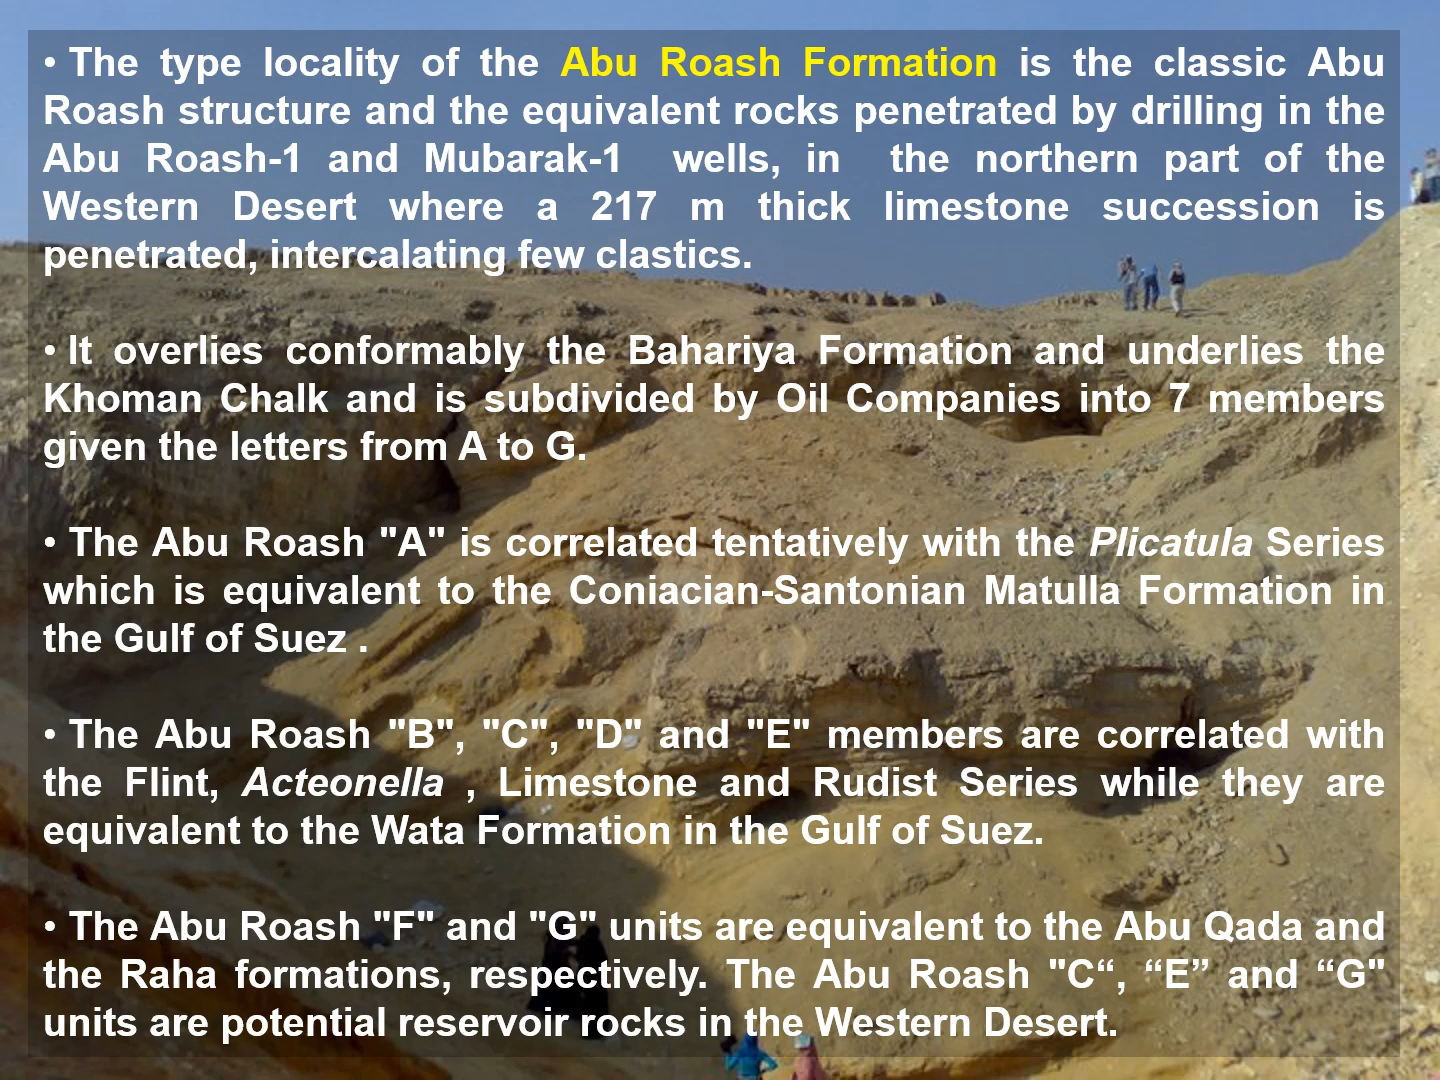 • The type locality of the Abu Roash Formation is the classic Abu
Roash structure and the equivalent rocks penetrated by drilling in the
Abu Roash-1 and Mubarak-1 wells, in the northern part of the
Western Desert where a 217 m thick limestone succession is
penetrated, intercalating few clastics.
• It overlies conformably the Bahariya Formation and underlies the
Khoman Chalk and is subdivided by Oil Companies into 7 members
given the letters from A to G.
• The Abu Roash "A" is correlated tentatively with the Plicatula Series
which is equivalent to the Coniacian-Santonian Matulla Formation in
the Gulf of Suez .
• The Abu Roash "B", "C", "D" and "E" members are correlated with
the Flint, Acteonella , Limestone and Rudist Series while they are
equivalent to the Wata Formation in the Gulf of Suez.
• The Abu Roash "F" and "G" units are equivalent to the Abu Qada and
the Raha formations, respectively. The Abu Roash "C“, “E” and “G"
units are potential reservoir rocks in the Western Desert.